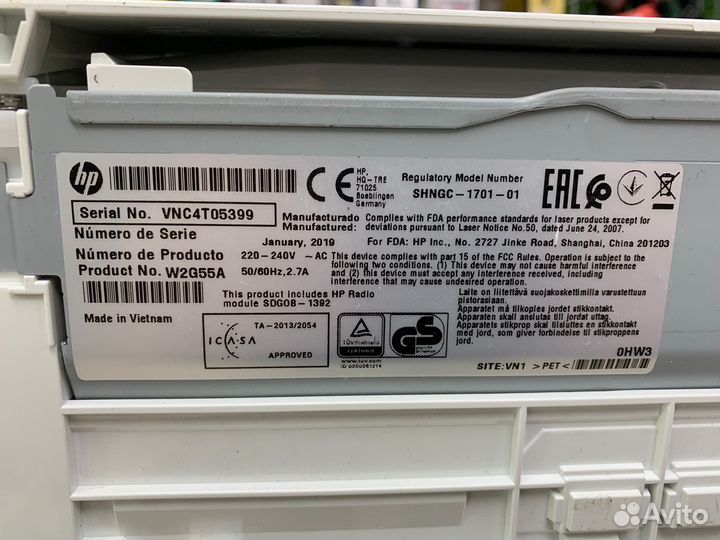 hp
HP,
HQ-TRE
71025
Boeblingen
Germany
CE
Regulatory Model Number
SHNGC-1701-01
EAC
Serial No. VNC4T05399
Número de Serie
Número de Producto
Product No. W2G55A
Manufacturado
Manufactured:
January, 2019
220-240V ~ AC
50/60Hz, 2.7A
This product includes HP Radio
module SDGOB-1392
Complies with FDA performance standards for laser products except for
deviations pursuant to Laser Notice No.50, dated June 24, 2007.
For FDA: HP Inc., No. 2727 Jinke Road, Shanghai, China 201203
This device complies with part 15 of the FCC Rules. Operation is subject to the
following two conditions. (1) This device may not cause harmful interference
and (2) this device must accept any interference received, including interference
that may cause undesirable operation.
Laite on liitettävä suojakoskettimilla varustettuun
pistorasiaan.
Apparatet må tilkoples jordet stikkontakt.
Apparaten skall anslutas till jordat uttag.
Apparatets stikprop skal tilsluttes en stikkontakt
med jord, som giver forbindelse til stikproppens
jord.
Made in Vietnam
ICASA
TA-2013/2054
APPROVED
TÜVRheinland
GS
www.tuv.com
0HW3
SITE:VN1 >PET<
Avito